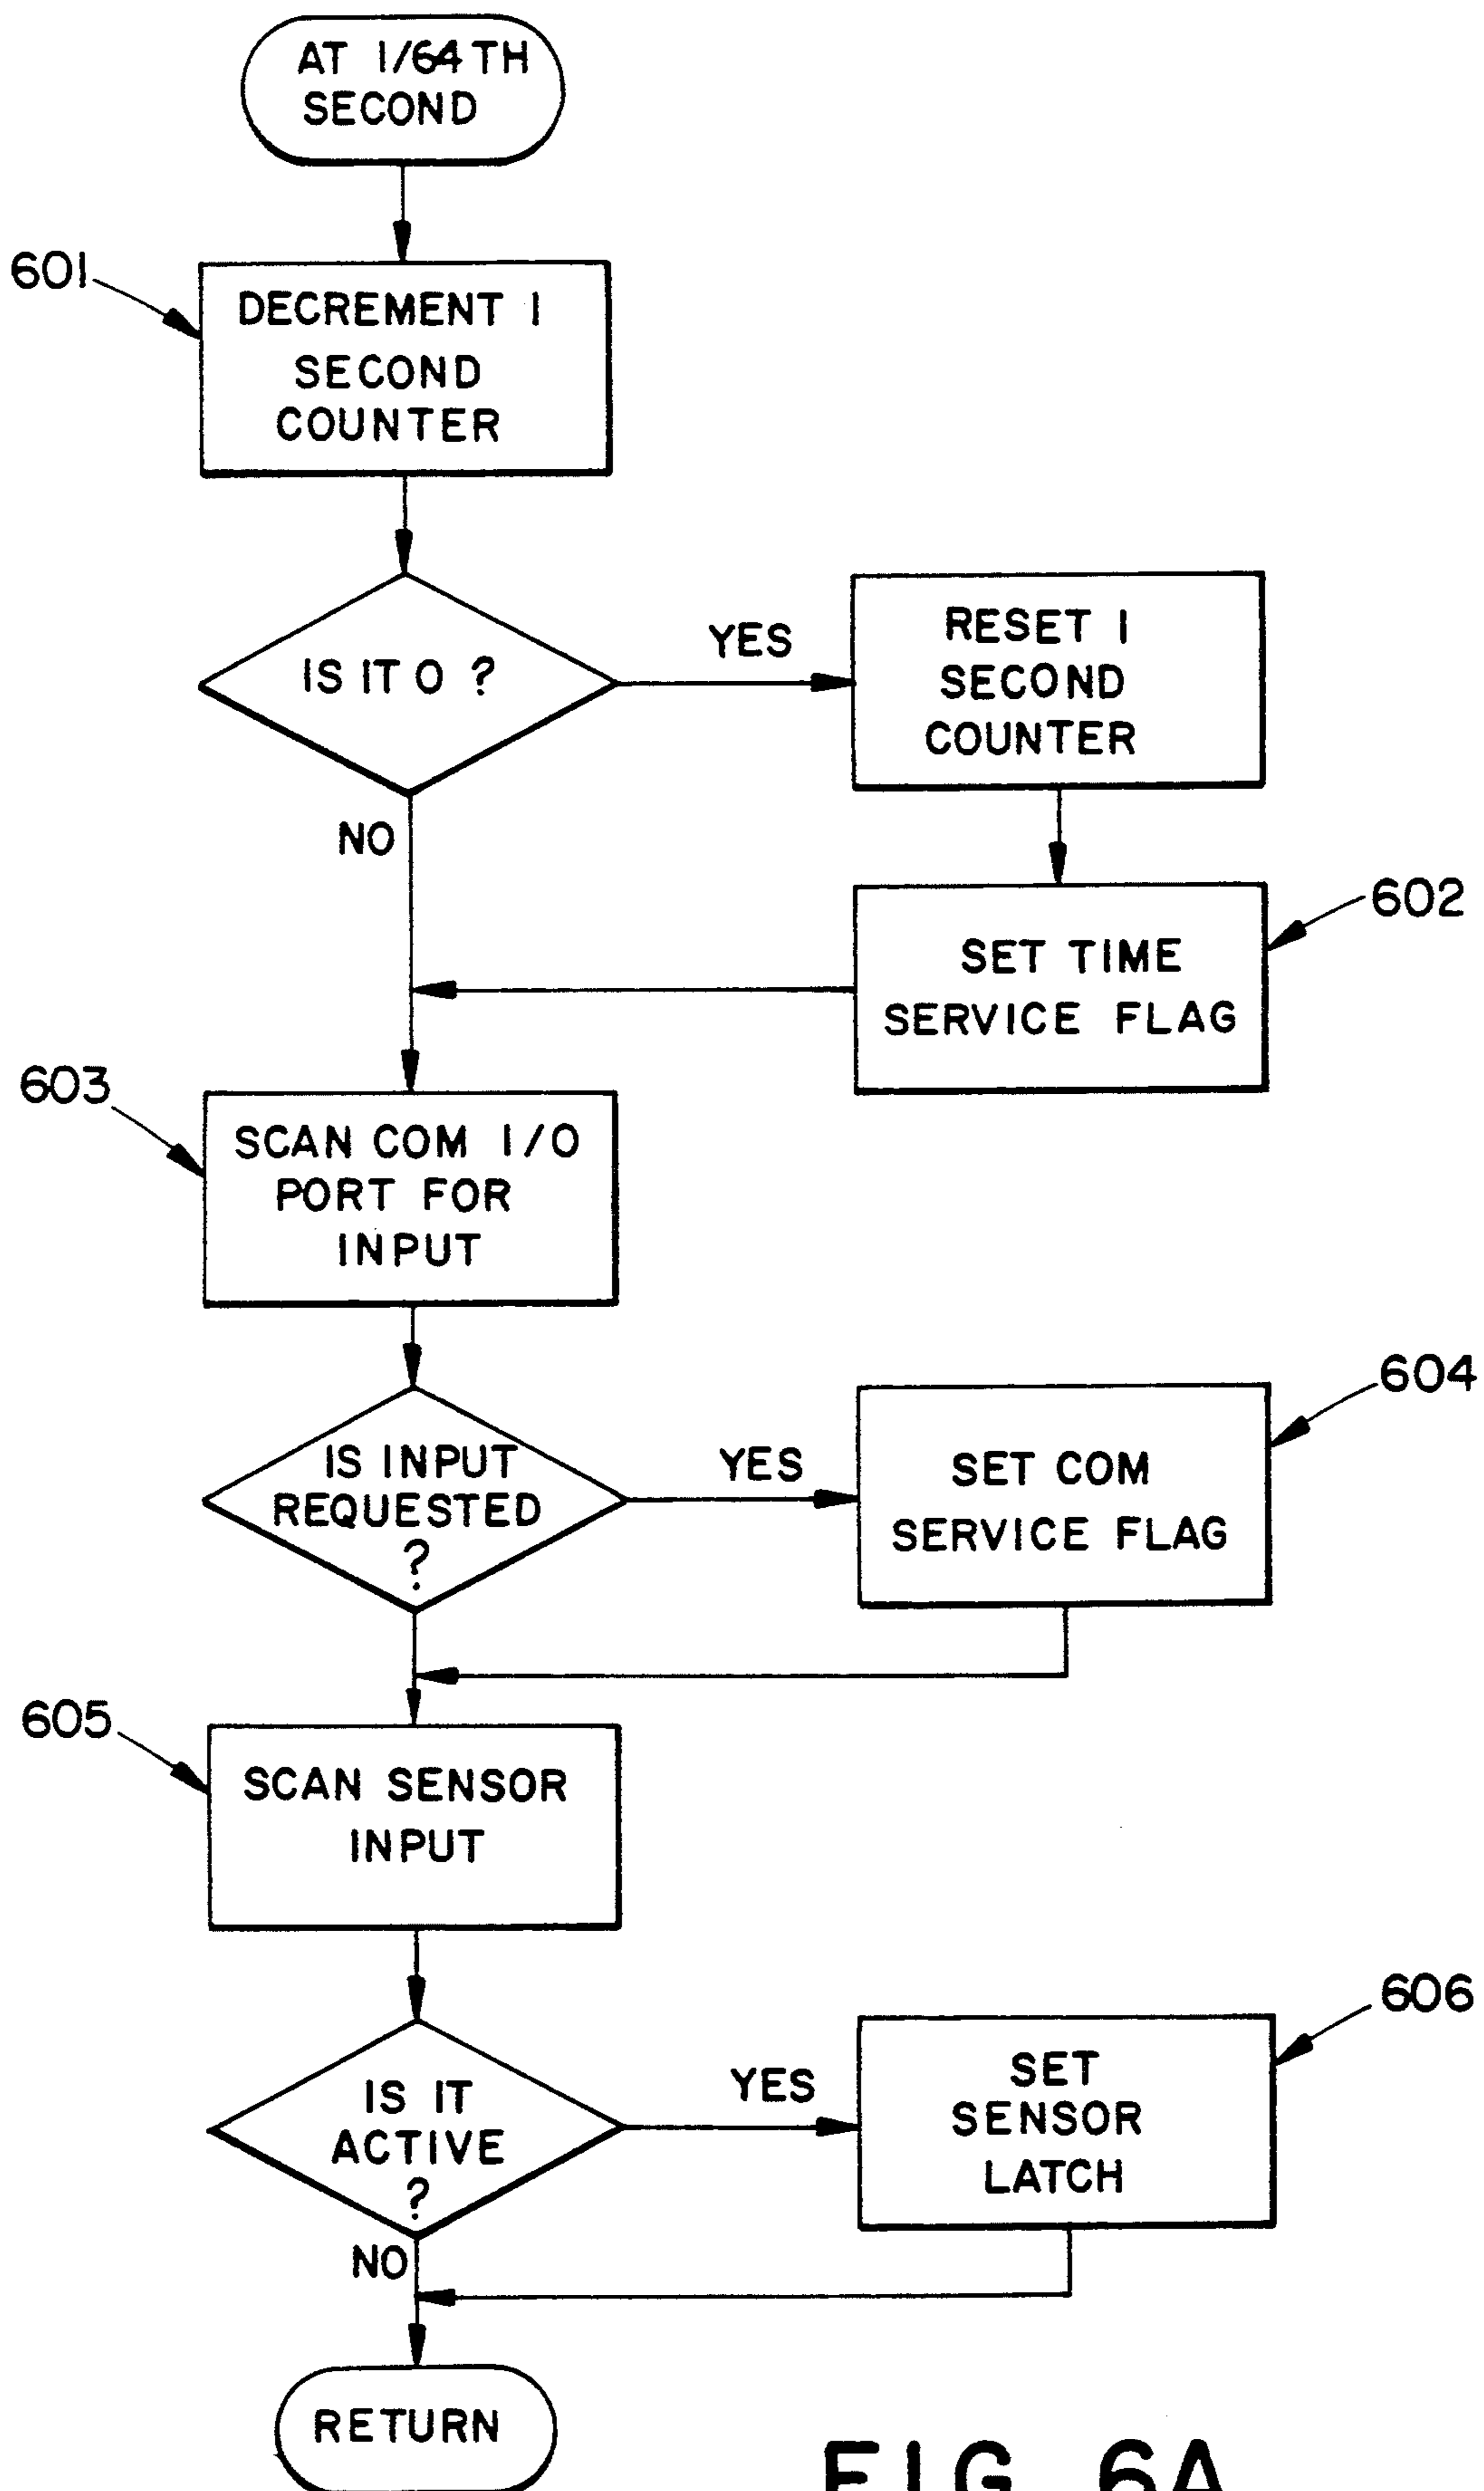 AT 1/64TH
SECOND
601
DECREMENT 1
SECOND
COUNTER
IS IT 0 ?
YES
RESET 1
SECOND
COUNTER
NO
602
SET TIME
SERVICE FLAG
603
SCAN COM I/O
PORT FOR
INPUT
IS INPUT
REQUESTED
?
YES
604
SET COM
SERVICE FLAG
605
SCAN SENSOR
INPUT
IS IT
ACTIVE
?
YES
606
SET
SENSOR
LATCH
NO
RETURN
FIG 6A